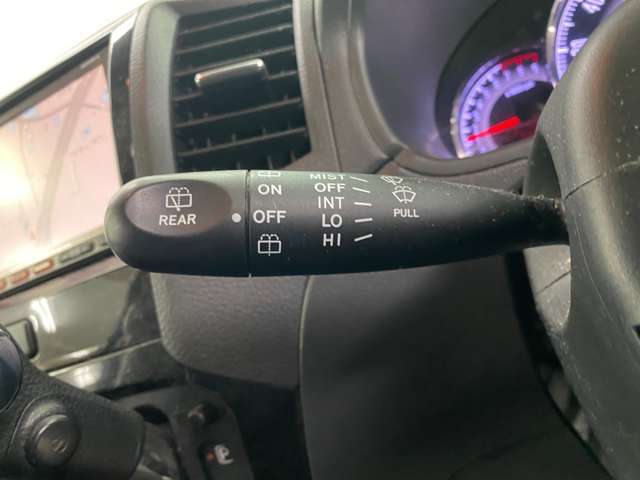 REAR
ON
OFF
MIST
OFF
INT
LO
HI
PULL